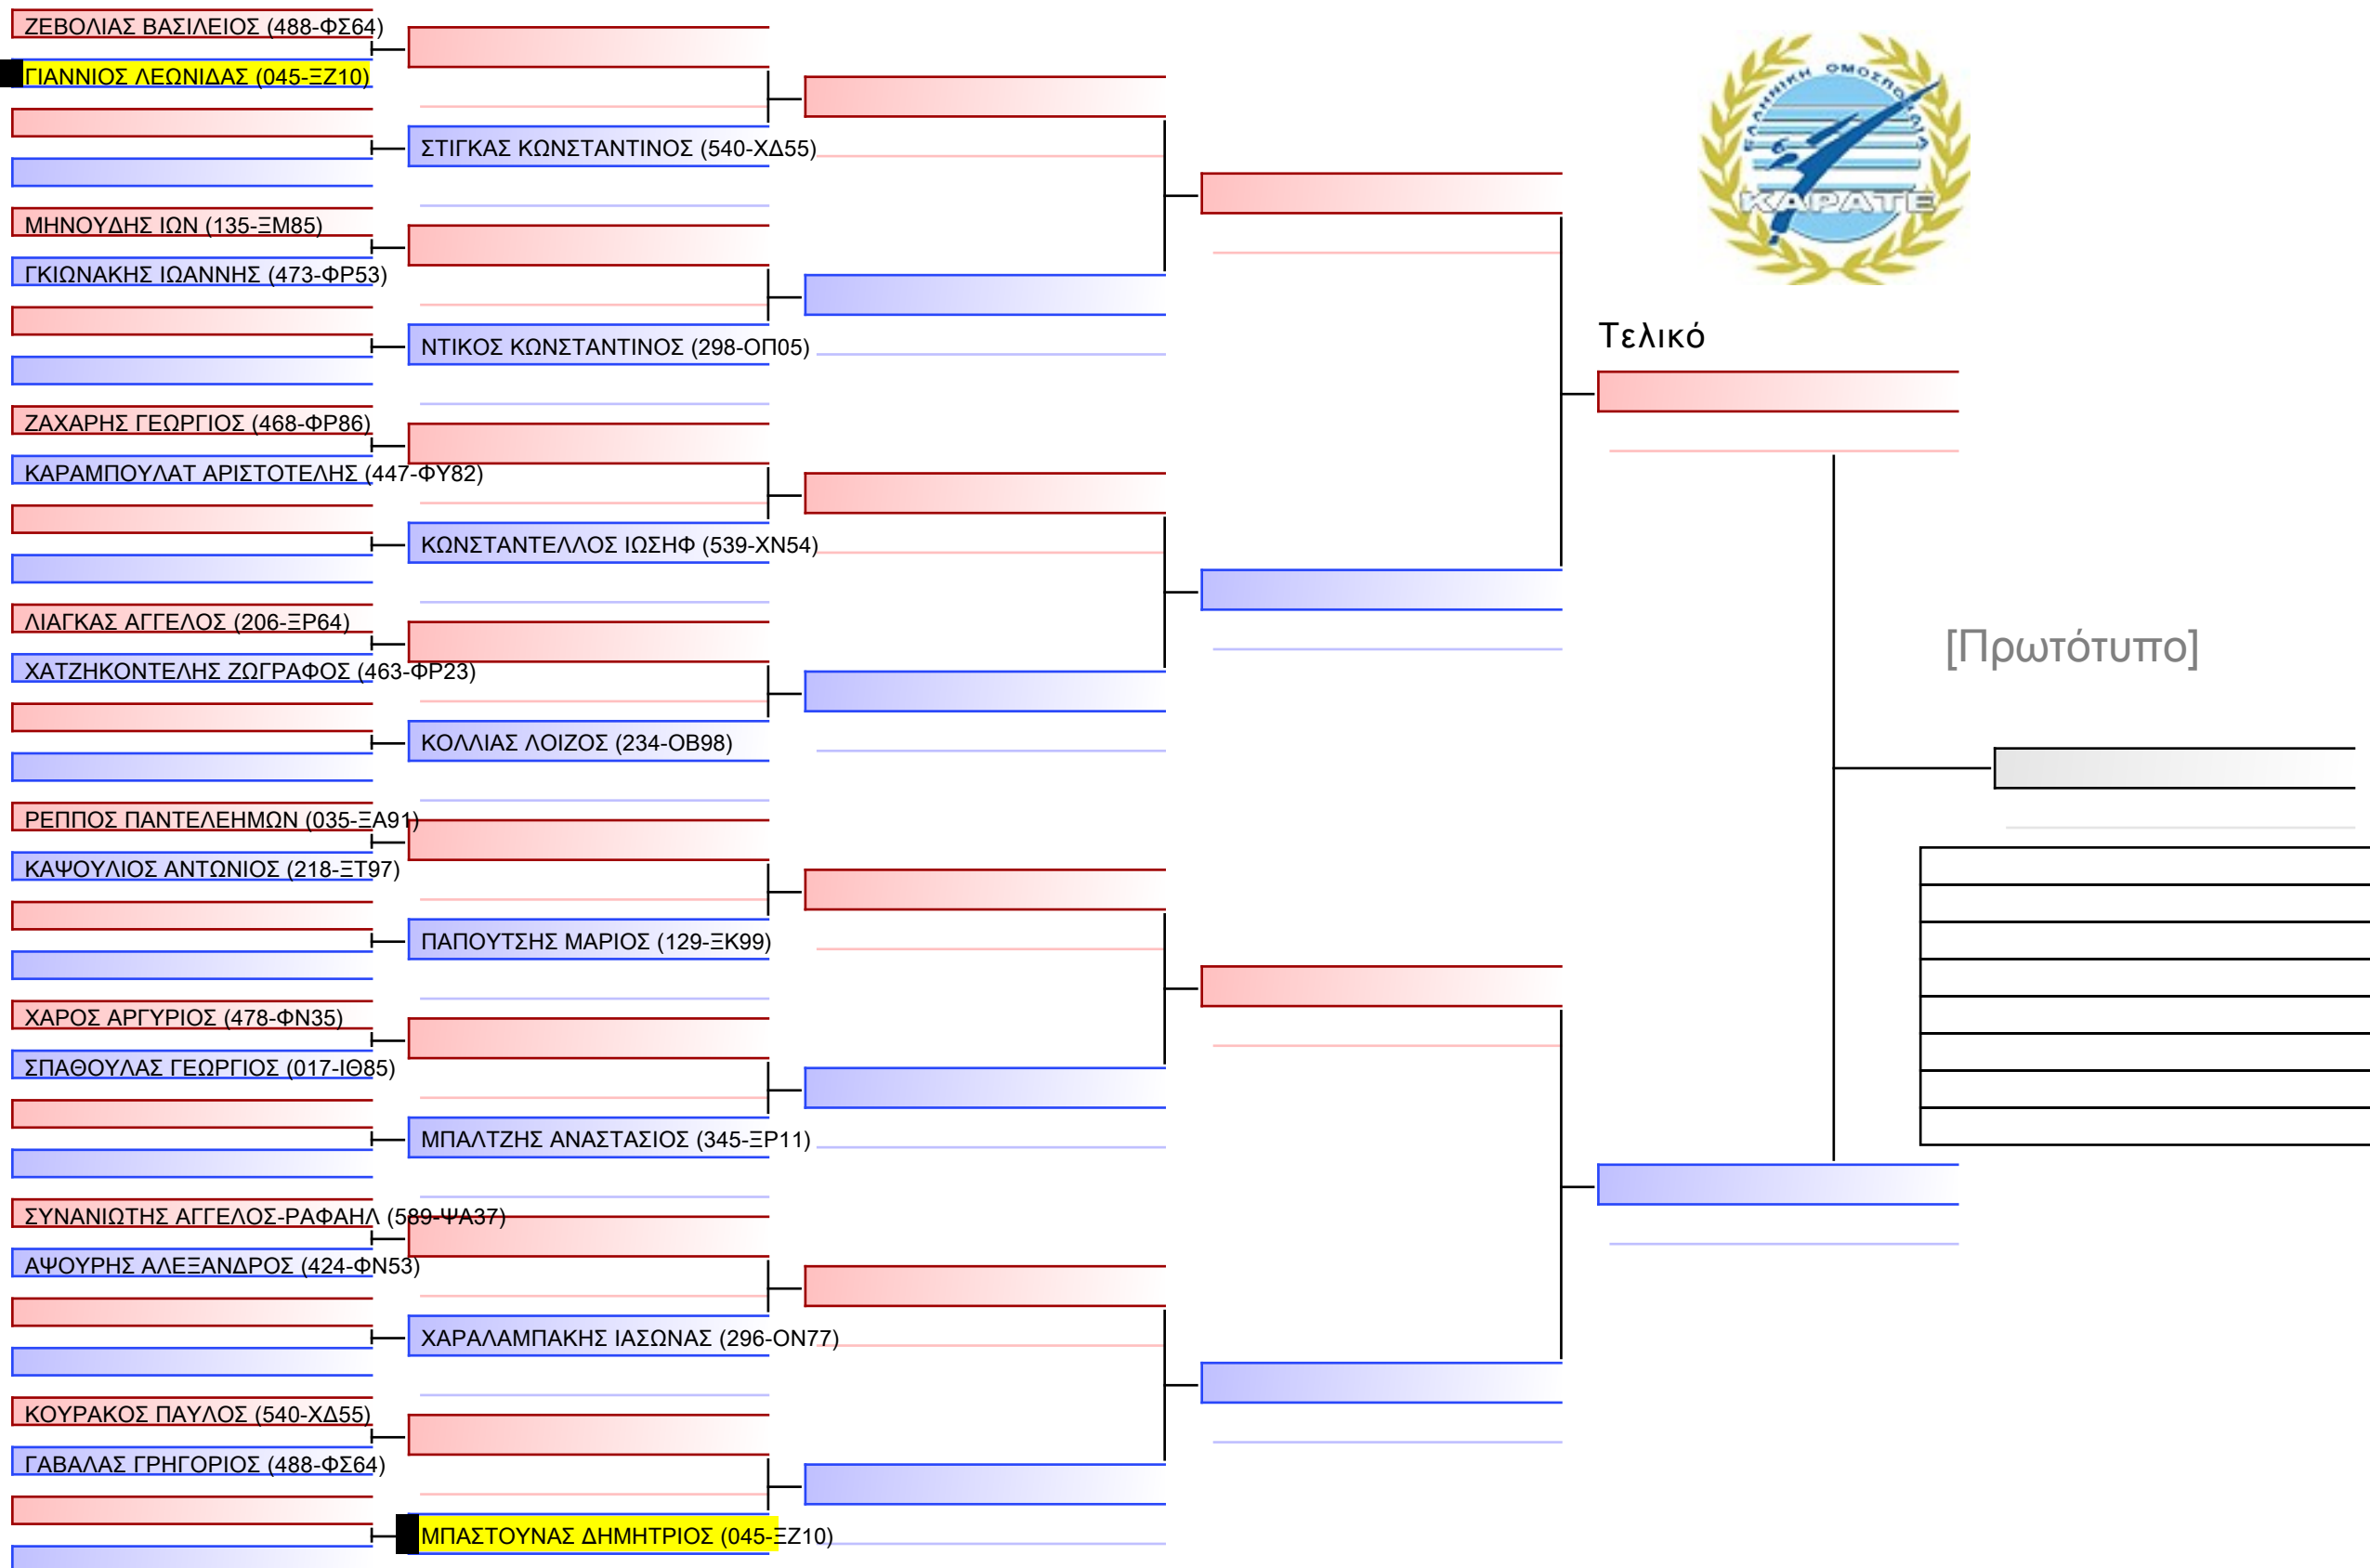 ΖΕΒΟΛΙΑΣ ΒΑΣΙΛΕΙΟΣ (488-ΦΣ64)
ΓΙΑΝΝΙΟΣ ΛΕΩΝΙΔΑΣ (045-ΞΖ10)
ΣΤΙΓΚΑΣ ΚΩΝΣΤΑΝΤΙΝΟΣ (540-ΧΔ55)
ΜΗΝΟΥΔΗΣ ΙΩΝ (135-ΞΜ85)
ΓΚΙΩΝΑΚΗΣ ΙΩΑΝΝΗΣ (473-ΦΡ53)
ΝΤΙΚΟΣ ΚΩΝΣΤΑΝΤΙΝΟΣ (298-ΟΠ05)
ΖΑΧΑΡΗΣ ΓΕΩΡΓΙΟΣ (468-ΦΡ86)
ΚΑΡΑΜΠΟΥΛΑΤ ΑΡΙΣΤΟΤΕΛΗΣ (447-ΦΥ82)
ΚΩΝΣΤΑΝΤΕΛΛΟΣ ΙΩΣΗΦ (539-ΧΝ54)
ΛΙΑΓΚΑΣ ΑΓΓΕΛΟΣ (206-ΞΡ64)
ΧΑΤΖΗΚΟΝΤΕΛΗΣ ΖΩΓΡΑΦΟΣ (463-ΦΡ23)
ΚΟΛΛΙΑΣ ΛΟΙΖΟΣ (234-ΟΒ98)
ΡΕΠΠΟΣ ΠΑΝΤΕΛΕΗΜΩΝ (035-ΞΑ91)
ΚΑΨΟΥΛΙΟΣ ΑΝΤΩΝΙΟΣ (218-ΞΤ97)
ΠΑΠΟΥΤΣΗΣ ΜΑΡΙΟΣ (129-ΞΚ99)
ΧΑΡΟΣ ΑΡΓΥΡΙΟΣ (478-ΦΝ35)
ΣΠΑΘΟΥΛΑΣ ΓΕΩΡΓΙΟΣ (017-ΙΘ85)
ΜΠΑΛΤΖΗΣ ΑΝΑΣΤΑΣΙΟΣ (345-ΞΡ11)
ΣΥΝΑΝΙΩΤΗΣ ΑΓΓΕΛΟΣ-ΡΑΦΑΗΛ (589-ΨΑ37)
ΑΨΟΥΡΗΣ ΑΛΕΞΑΝΔΡΟΣ (424-ΦΝ53)
ΧΑΡΑΛΑΜΠΑΚΗΣ ΙΑΣΩΝΑΣ (296-ΟΝ77)
ΚΟΥΡΑΚΟΣ ΠΑΥΛΟΣ (540-ΧΔ55)
ΓΑΒΑΛΑΣ ΓΡΗΓΟΡΙΟΣ (488-ΦΣ64)
ΜΠΑΣΤΟΥΝΑΣ ΔΗΜΗΤΡΙΟΣ (045-ΞΖ10)
ΕΛΛΗΝΙΚΗ ΟΜΟΣΠΟΝΔΙΑ
ΚΑΡΑΤΕ
Τελικό
[Πρωτότυπο]